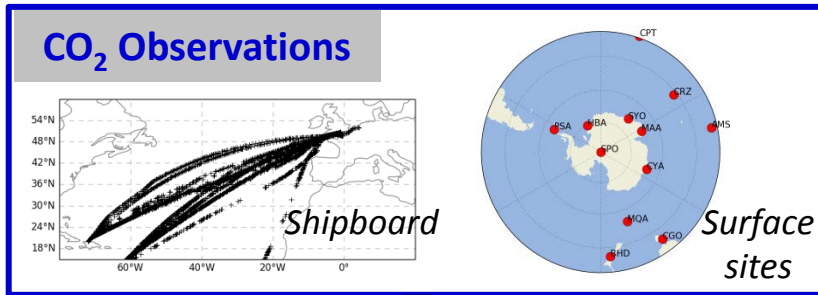 CO₂ Observations
54°N
48°N
42°N
36°N
30°N
24°N
18°N
60°W
40°W
20°W
0°
Shipboard
CPT
CRZ
AMS
SYO
MAA
HBA
PSA
SPO
CYA
MQA
CGO
BHD
Surface
sites